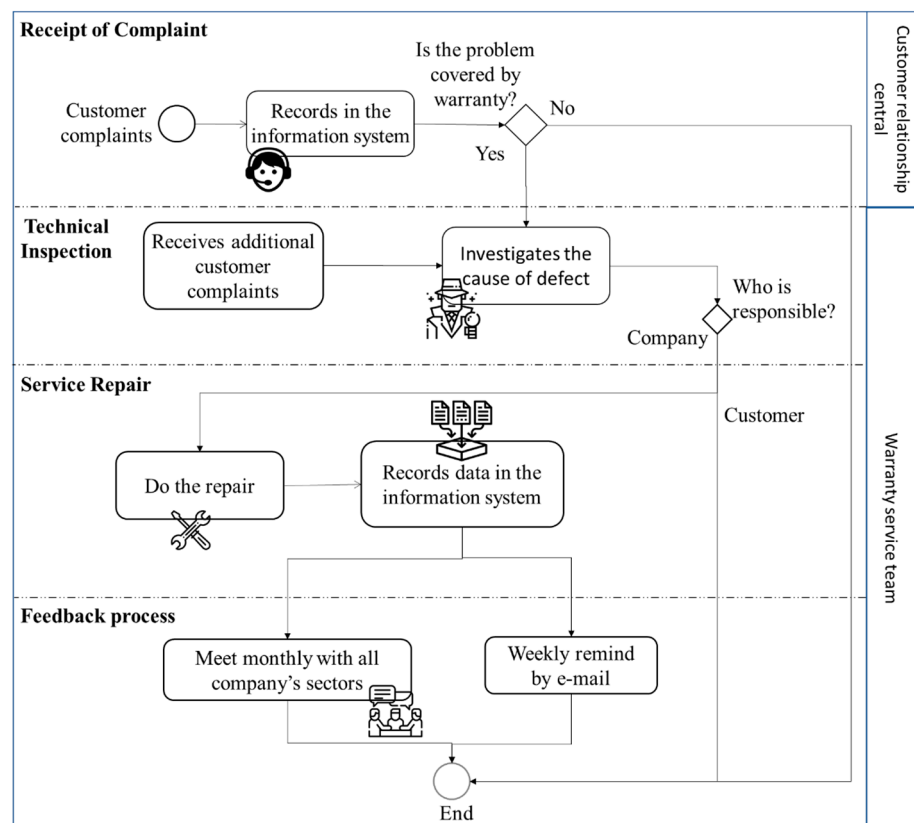 Receipt of Complaint
Is the problem
covered by
warranty?
Customer
complaints
Records in the
information system
No
Yes
Customer relationship
central
Technical
Inspection
Receives additional
customer
complaints
Investigates the
cause of defect
Who is
responsible?
Company
Service Repair
Customer
Do the repair
Records data in the
information system
Warranty service team
Feedback process
Meet monthly with all
company's sectors
Weekly remind
by e-mail
End